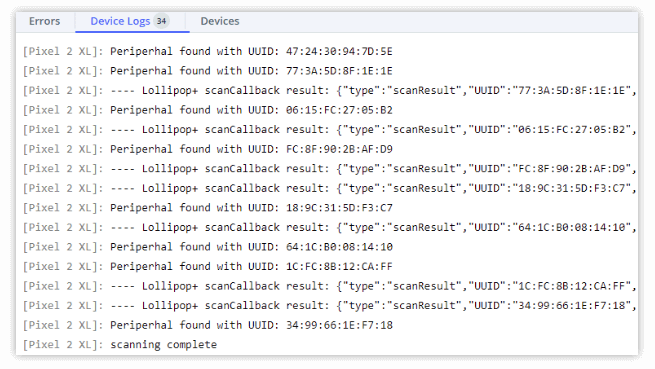 Errors Device Logs 34 Devices
[Pixel 2 XL]: Periperhal found with UUID: 47:24:30:94:7D:5E
[Pixel 2 XL]: Periperhal found with UUID: 77:3A:5D:8F:1E:1E
[Pixel 2 XL]: ---- Lollipop+ scanCallback result: {"type":"scanResult","UUID":"77:3A:5D:8F:1E:1E",
[Pixel 2 XL]: Periperhal found with UUID: 06:15:FC:27:05:B2
[Pixel 2 XL]: ---- Lollipop+ scanCallback result: {"type":"scanResult","UUID":"06:15:FC:27:05:B2",
[Pixel 2 XL]: Periperhal found with UUID: FC:8F:90:2B:AF:D9
[Pixel 2 XL]: ---- Lollipop+ scanCallback result: {"type":"scanResult","UUID":"FC:8F:90:2B:AF:D9",
[Pixel 2 XL]: ---- Lollipop+ scanCallback result: {"type":"scanResult","UUID":"18:9C:31:5D:F3:C7",
[Pixel 2 XL]: Periperhal found with UUID: 18:9C:31:5D:F3:C7
[Pixel 2 XL]: ---- Lollipop+ scanCallback result: {"type":"scanResult","UUID":"64:1C:B0:08:14:10",
[Pixel 2 XL]: Periperhal found with UUID: 64:1C:B0:08:14:10
[Pixel 2 XL]: Periperhal found with UUID: 1C:FC:8B:12:CA:FF
[Pixel 2 XL]: ---- Lollipop+ scanCallback result: {"type":"scanResult","UUID":"1C:FC:8B:12:CA:FF",
[Pixel 2 XL]: ---- Lollipop+ scanCallback result: {"type":"scanResult","UUID":"34:99:66:1E:F7:18",
[Pixel 2 XL]: Periperhal found with UUID: 34:99:66:1E:F7:18
[Pixel 2 XL]: scanning complete